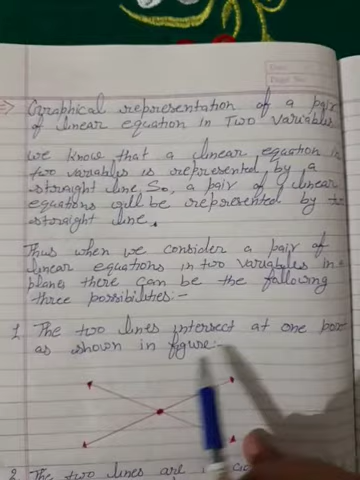 Date
Page No.
⇒ Graphical representation of a pair
of linear equation in Two Variables
We know that a linear equation in
two variables is represented by a
straight line. So, a pair of linear
equations will be represented by
straight line.
Thus when we consider a pair of
linear equations in two variables in
plane, there can be the following
three possibilities:-
1. The two lines intersect at one point
as shown in figure:-
2. The two lines are